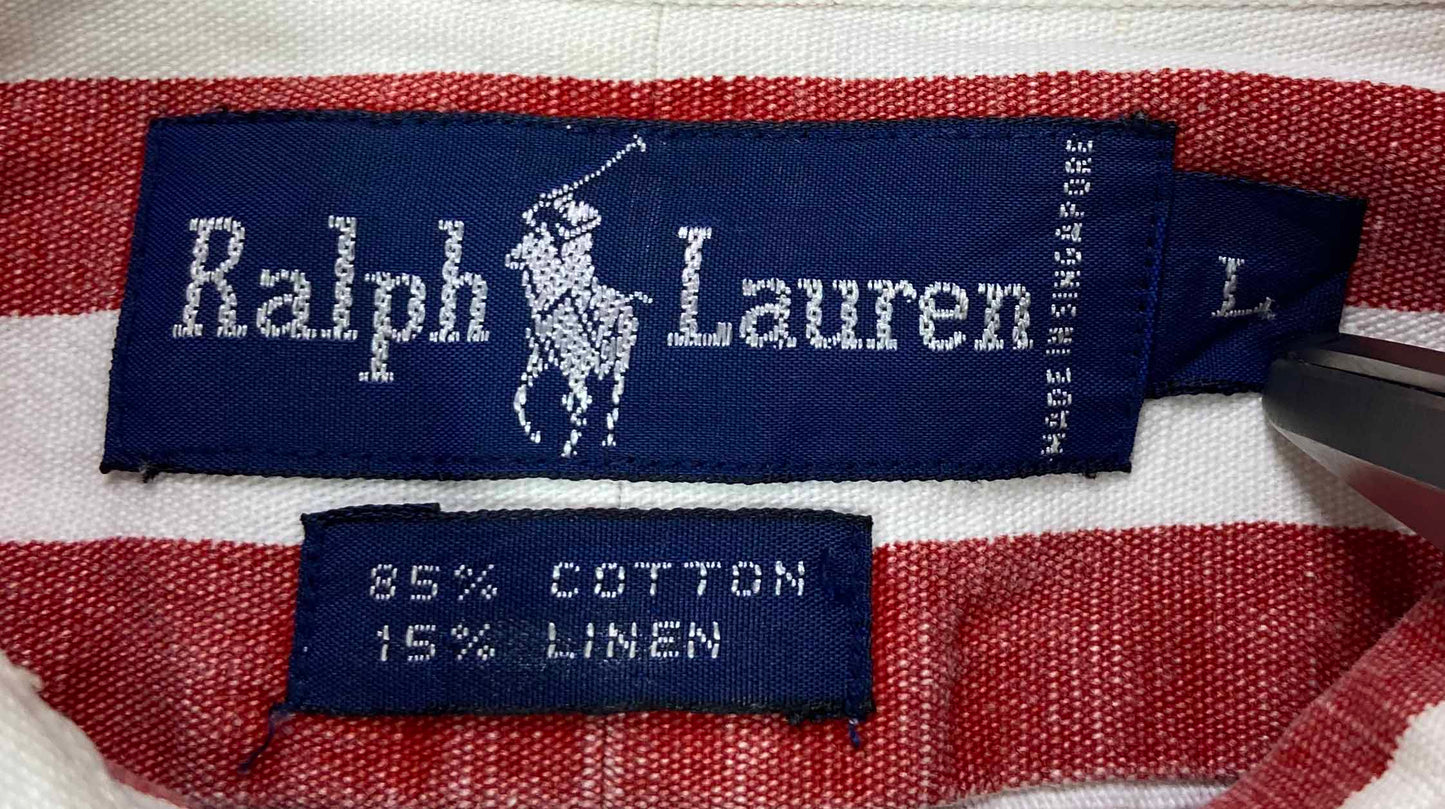 Ralph Lauren
MADE IN SINGAPORE
L
85% COTTON
15% LINEN